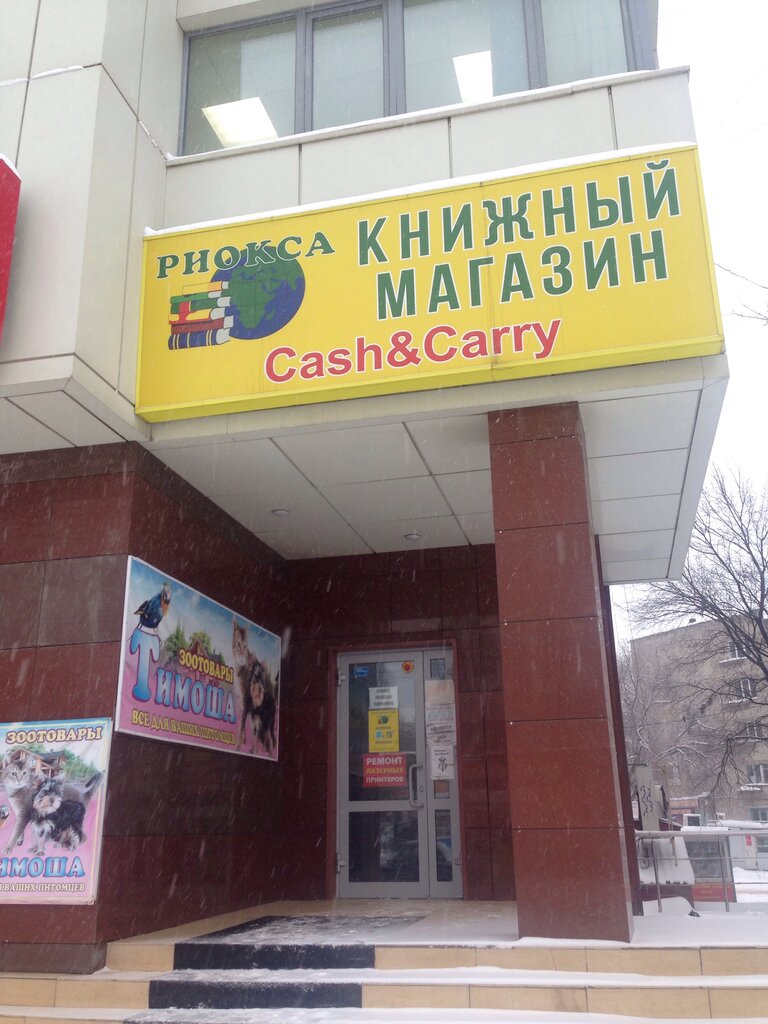 РИОКСА
КНИЖНЫЙ
МАГАЗИН
Cash&Carry
ЗООТОВАРЫ
ТИМОША
ВСЕ ДЛЯ ВАШИХ ПИТОМЦЕВ
ЗООТОВАРЫ
ИМОША
ВАШИХ ПИТОМЦЕВ
РЕМОНТ
ЛАЗЕРНЫХ
ПРИНТЕРОВ